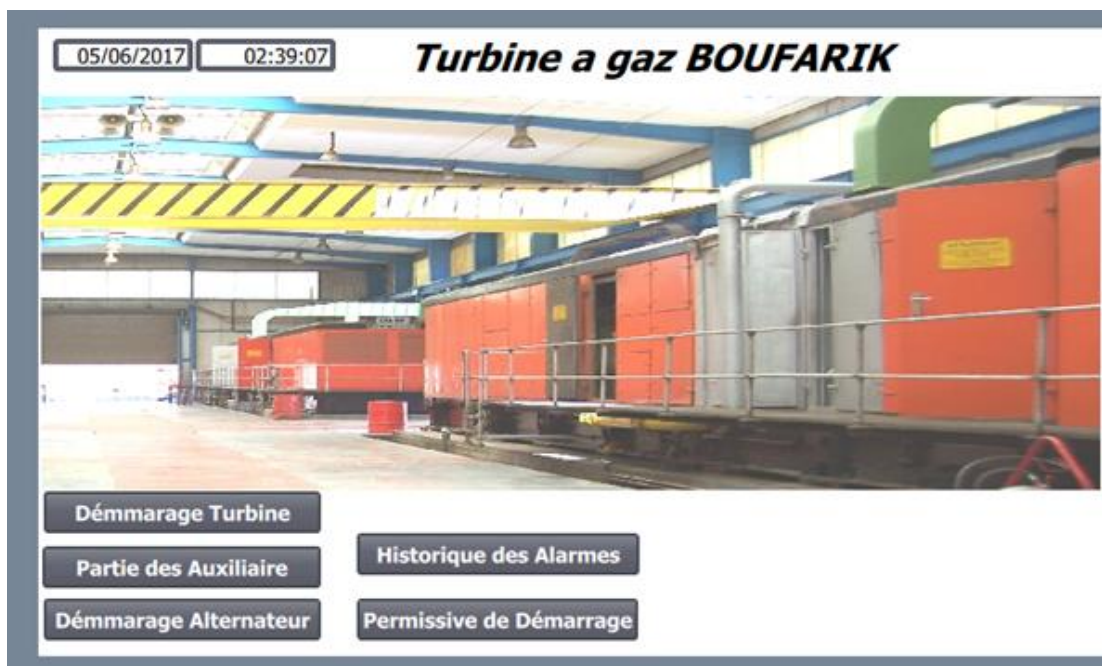 05/06/2017 02:39:07
Turbine a gaz BOUFARIK
Démmarage Turbine
Partie des Auxiliaire
Démmarage Alternateur
Historique des Alarmes
Permissive de Démarrage